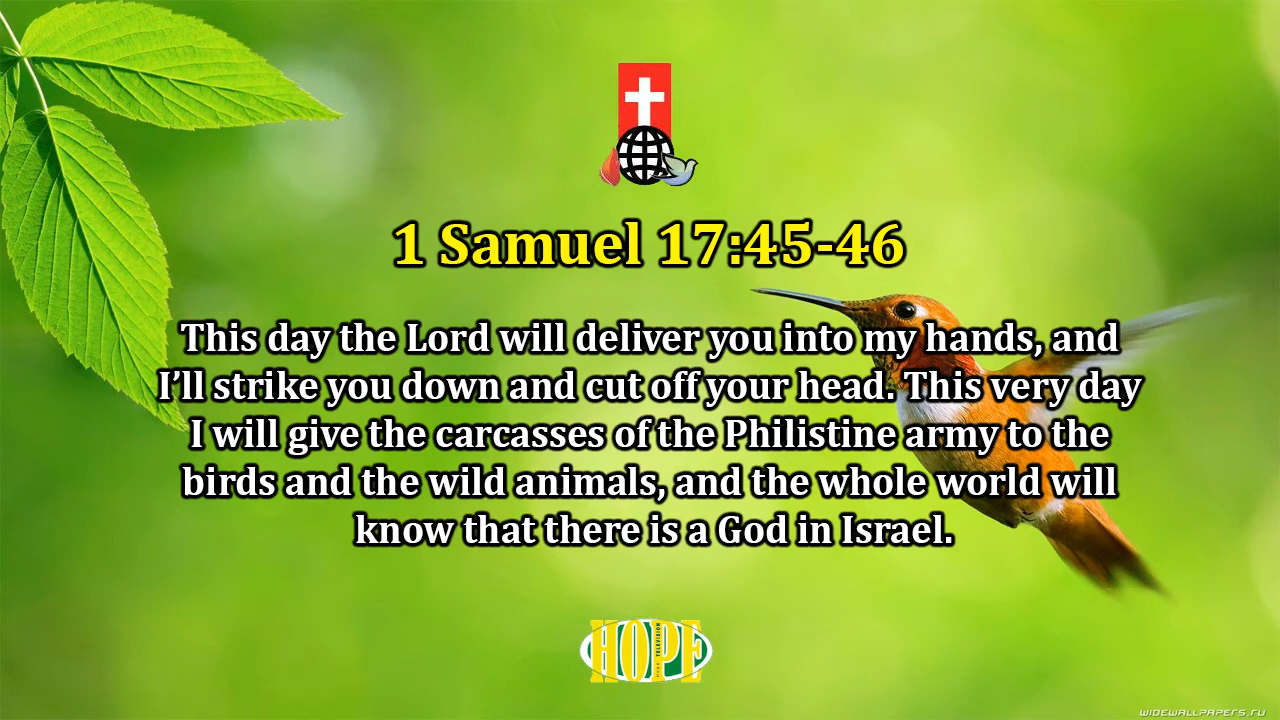 1 Samuel 17:45-46
This day the Lord will deliver you into my hands, and
I’ll strike you down and cut off your head. This very day
I will give the carcasses of the Philistine army to the
birds and the wild animals, and the whole world will
know that there is a God in Israel.
HOPE
TELEVISION
WIDEWALLPAPERS.RU